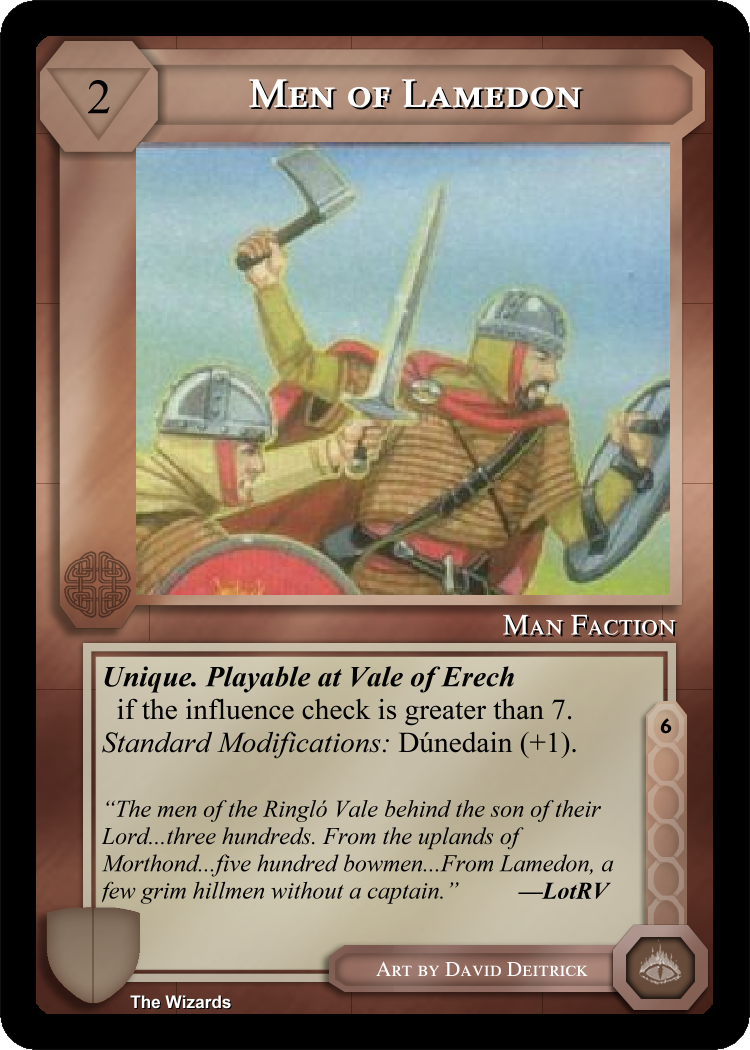 2
Men of Lamedon
Man Faction
Unique. Playable at Vale of Erech
if the influence check is greater than 7.
Standard Modifications: Dúnedain (+1).
6
“The men of the Ringló Vale behind the son of their
Lord...three hundreds. From the uplands of
Morthond...five hundred bowmen...From Lamedon, a
few grim hillmen without a captain.” —LotRV
Art by David Deitrick
The Wizards